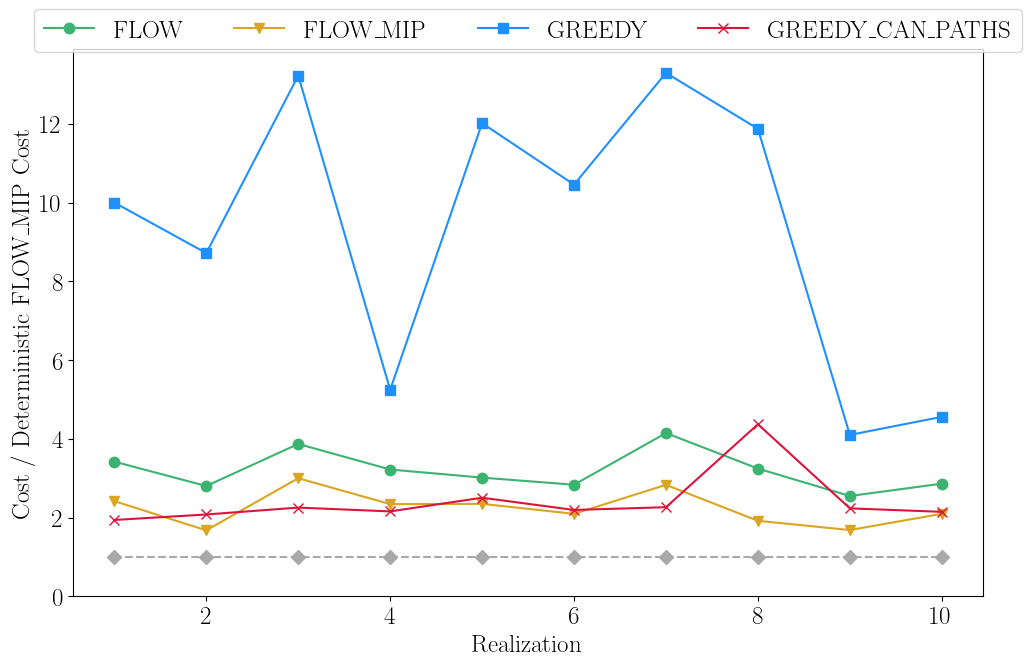 FLOW FLOW_MIP GREEDY GREEDY_CAN_PATHS
Cost / Deterministic FLOW_MIP Cost
12
10
8
6
4
2
0
2 4 6 8 10
Realization